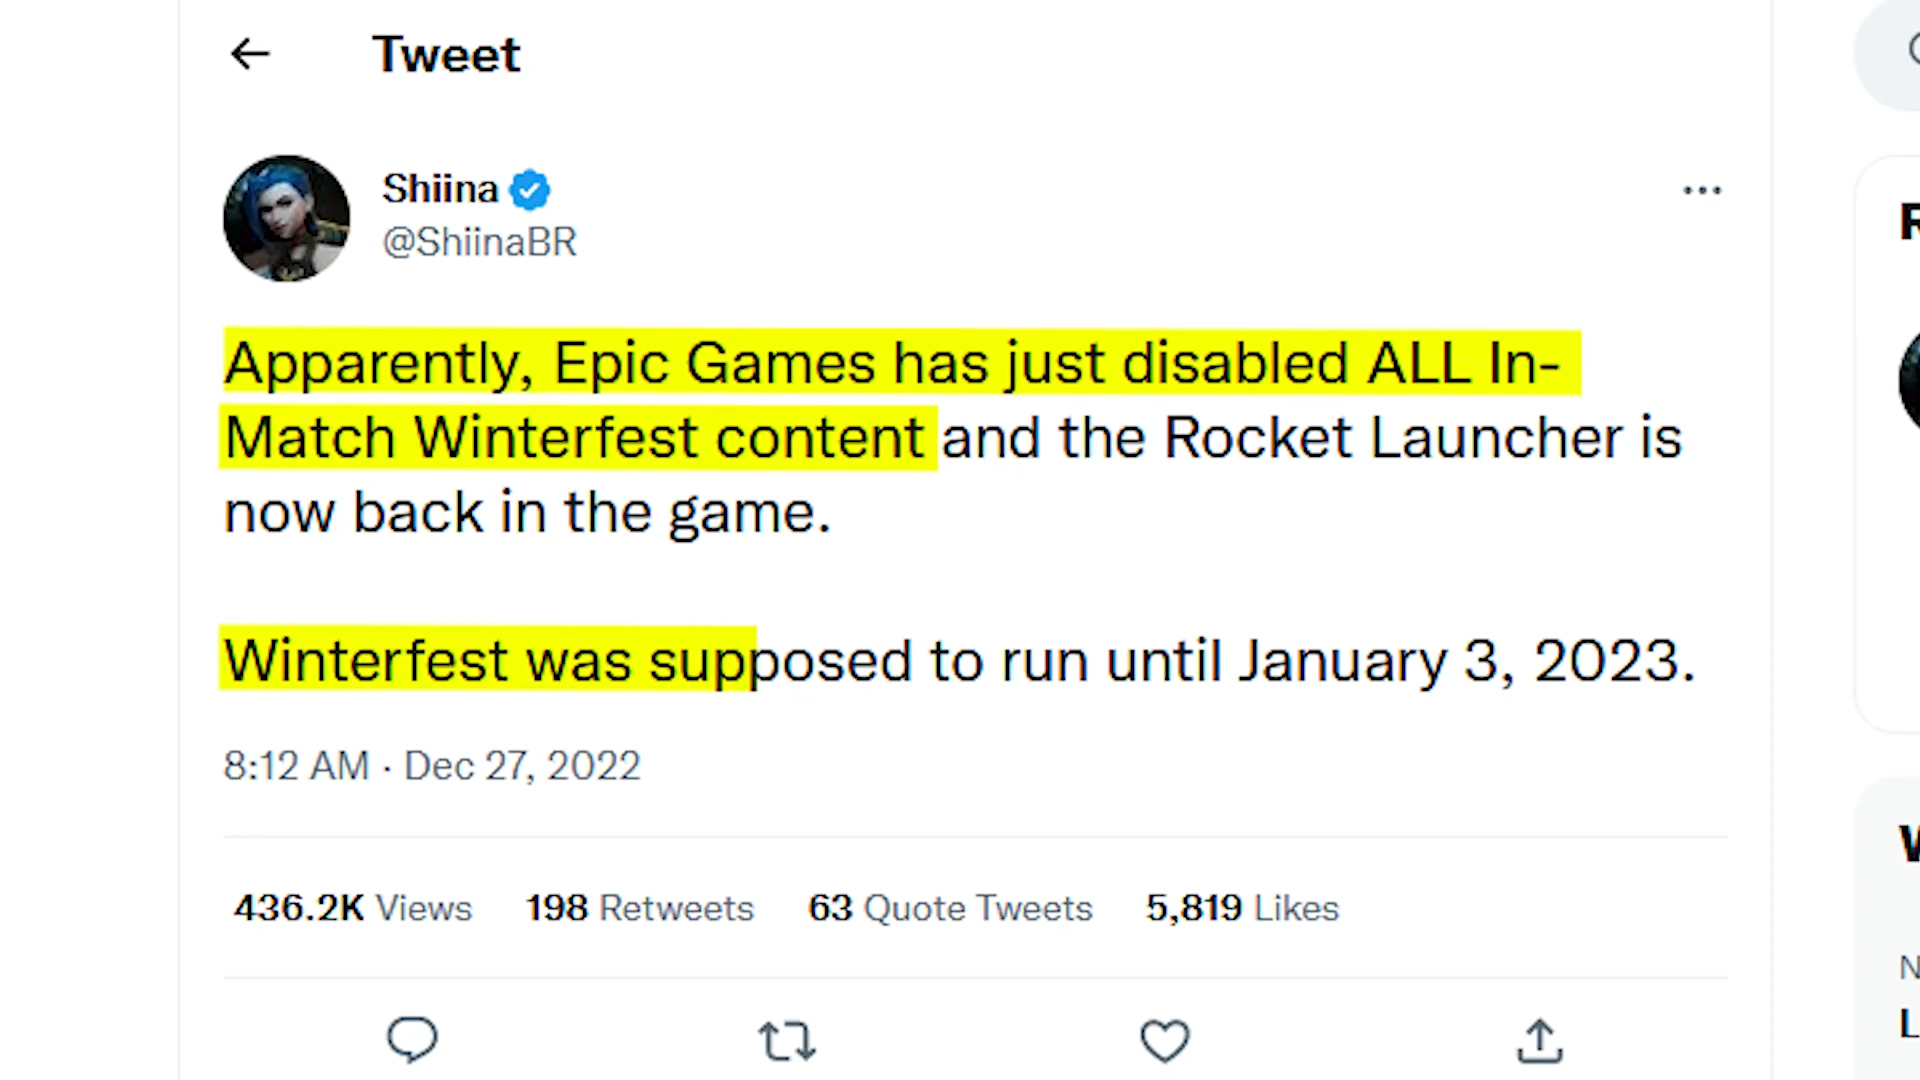 Tweet
Shiina
@ShiinaBR
Apparently, Epic Games has just disabled ALL In-
Match Winterfest content and the Rocket Launcher is
now back in the game.
Winterfest was supposed to run until January 3, 2023.
8:12 AM · Dec 27, 2022
436.2K Views 198 Retweets 63 Quote Tweets 5,819 Likes